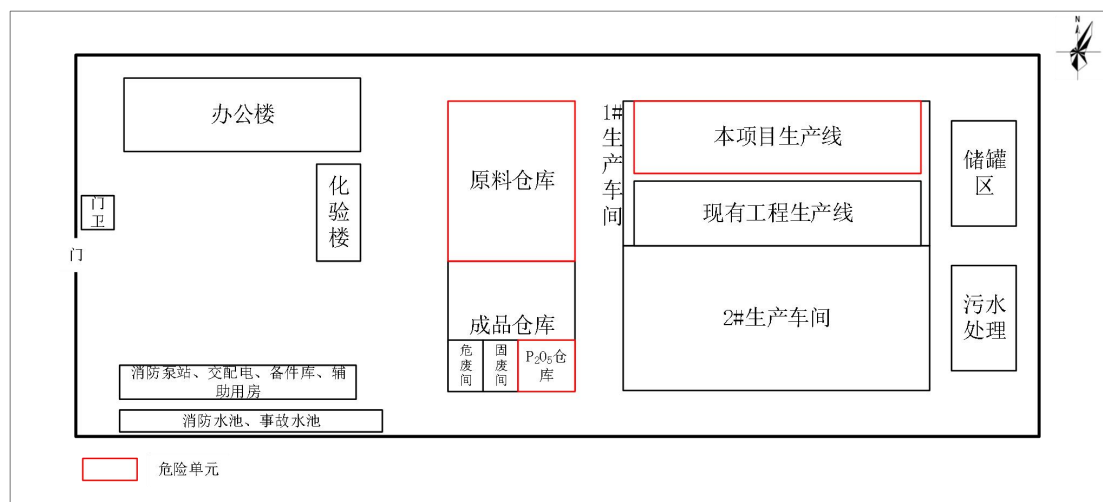 N
办公楼
化
验
楼
门
卫
门
原料仓库
成品仓库
危
废
间
固
废
间
P₂O₅仓
库
1#
生
产
车
间
本项目生产线
现有工程生产线
2#生产车间
储罐
区
污水
处理
消防泵站、交配电、备件库、辅
助用房
消防水池、事故水池
危险单元